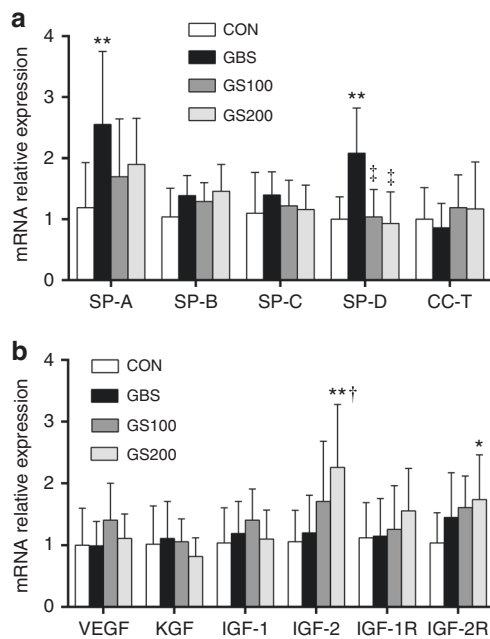 a
mRNA relative expression
4
3
2
1
0
CON
GBS
GS100
GS200
**
**
‡
‡
SP-A SP-B SP-C SP-D CC-T
b
mRNA relative expression
4
3
2
1
0
CON
GBS
GS100
GS200
**†
*
VEGF KGF IGF-1 IGF-2 IGF-1R IGF-2R